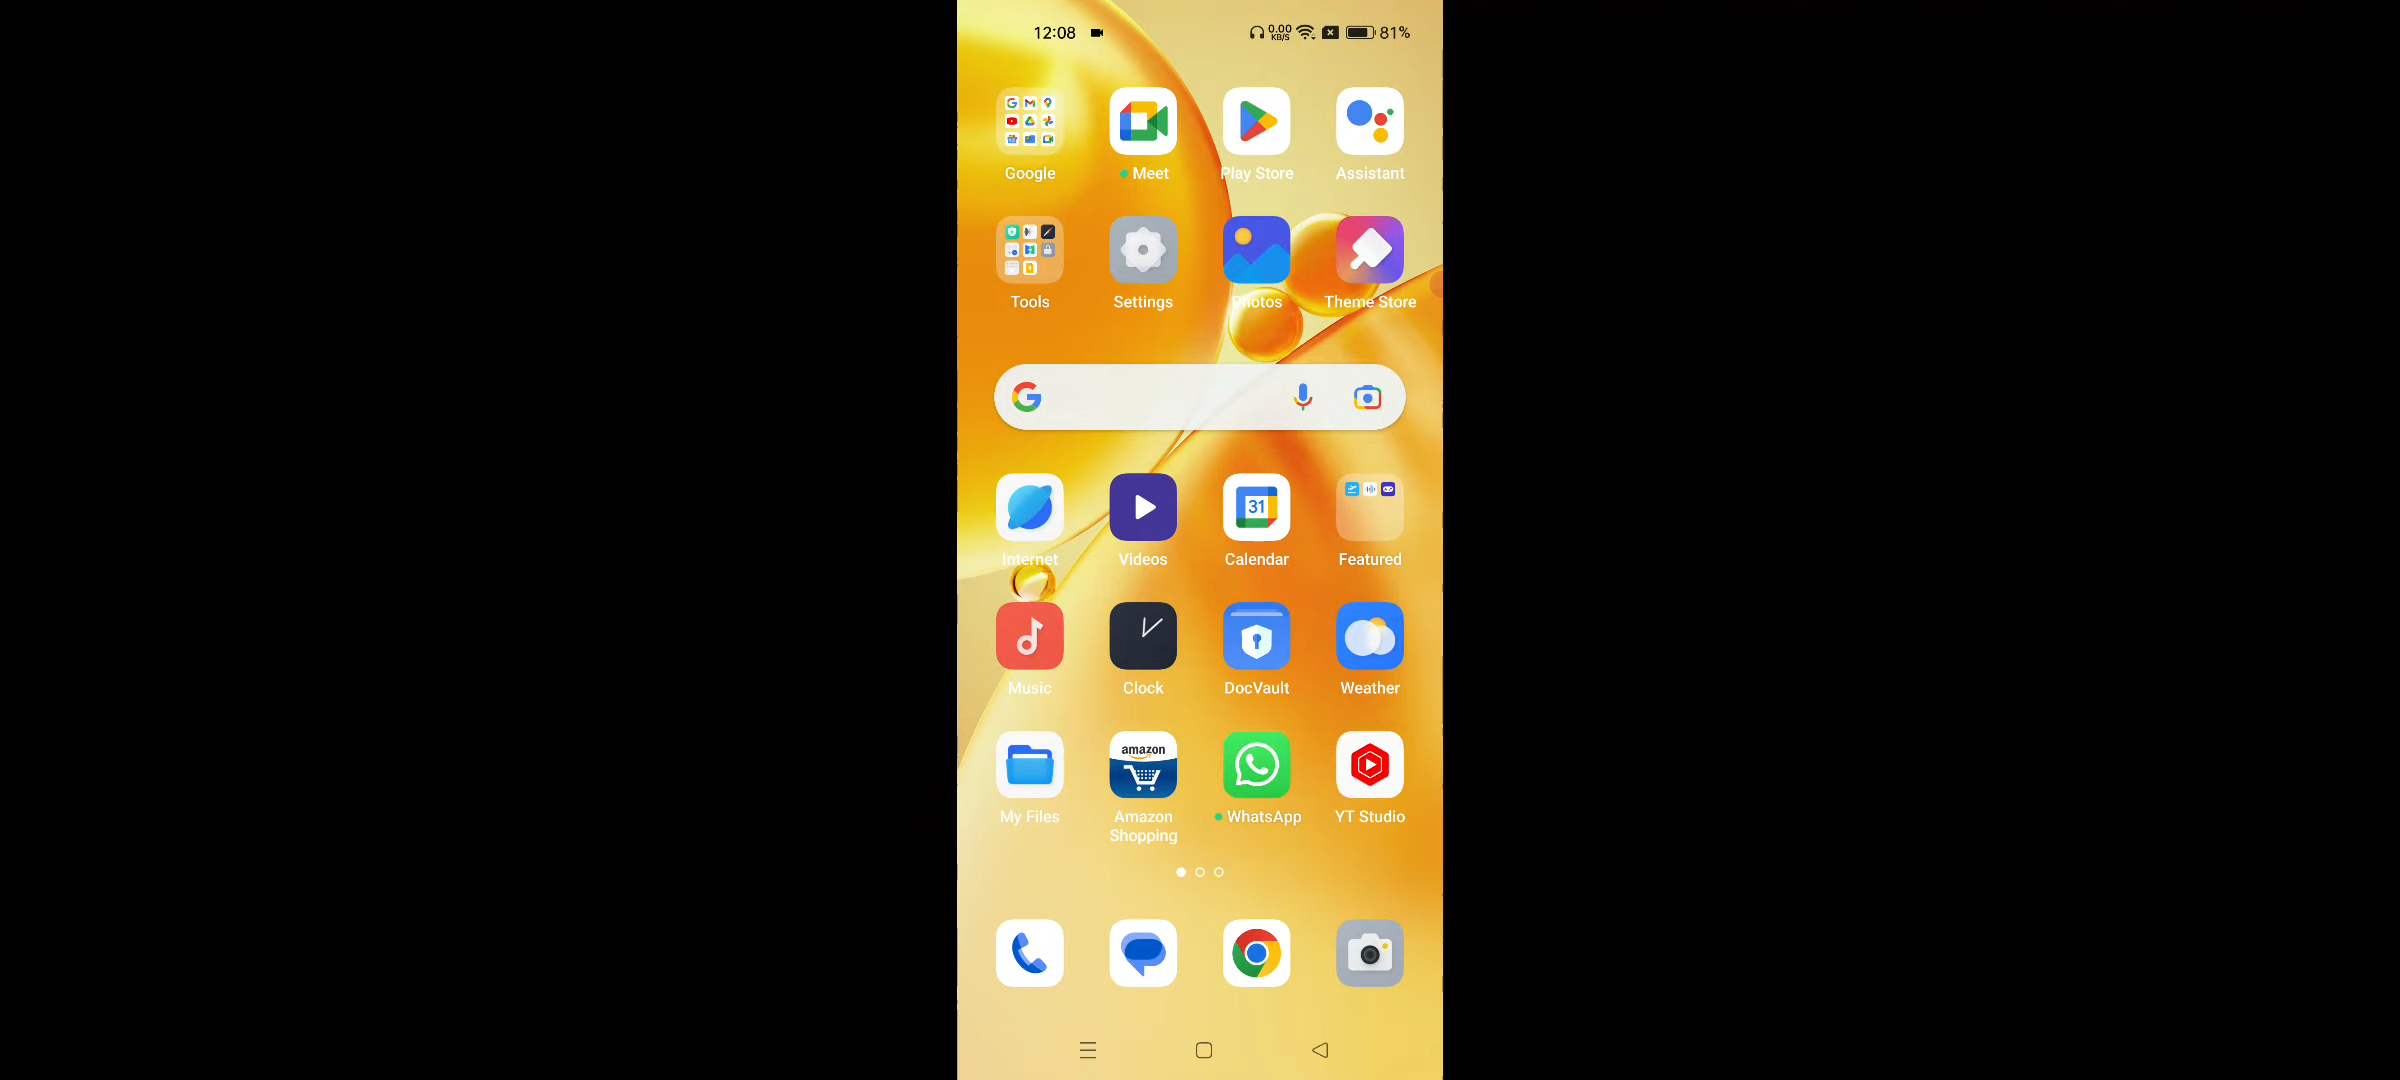 12:08 0.00 KB/S 81%
Google Meet Play Store Assistant
Tools Settings Photos Theme Store
31
Internet Videos Calendar Featured
Music Clock DocVault Weather
amazon
My Files Amazon Shopping WhatsApp YT Studio